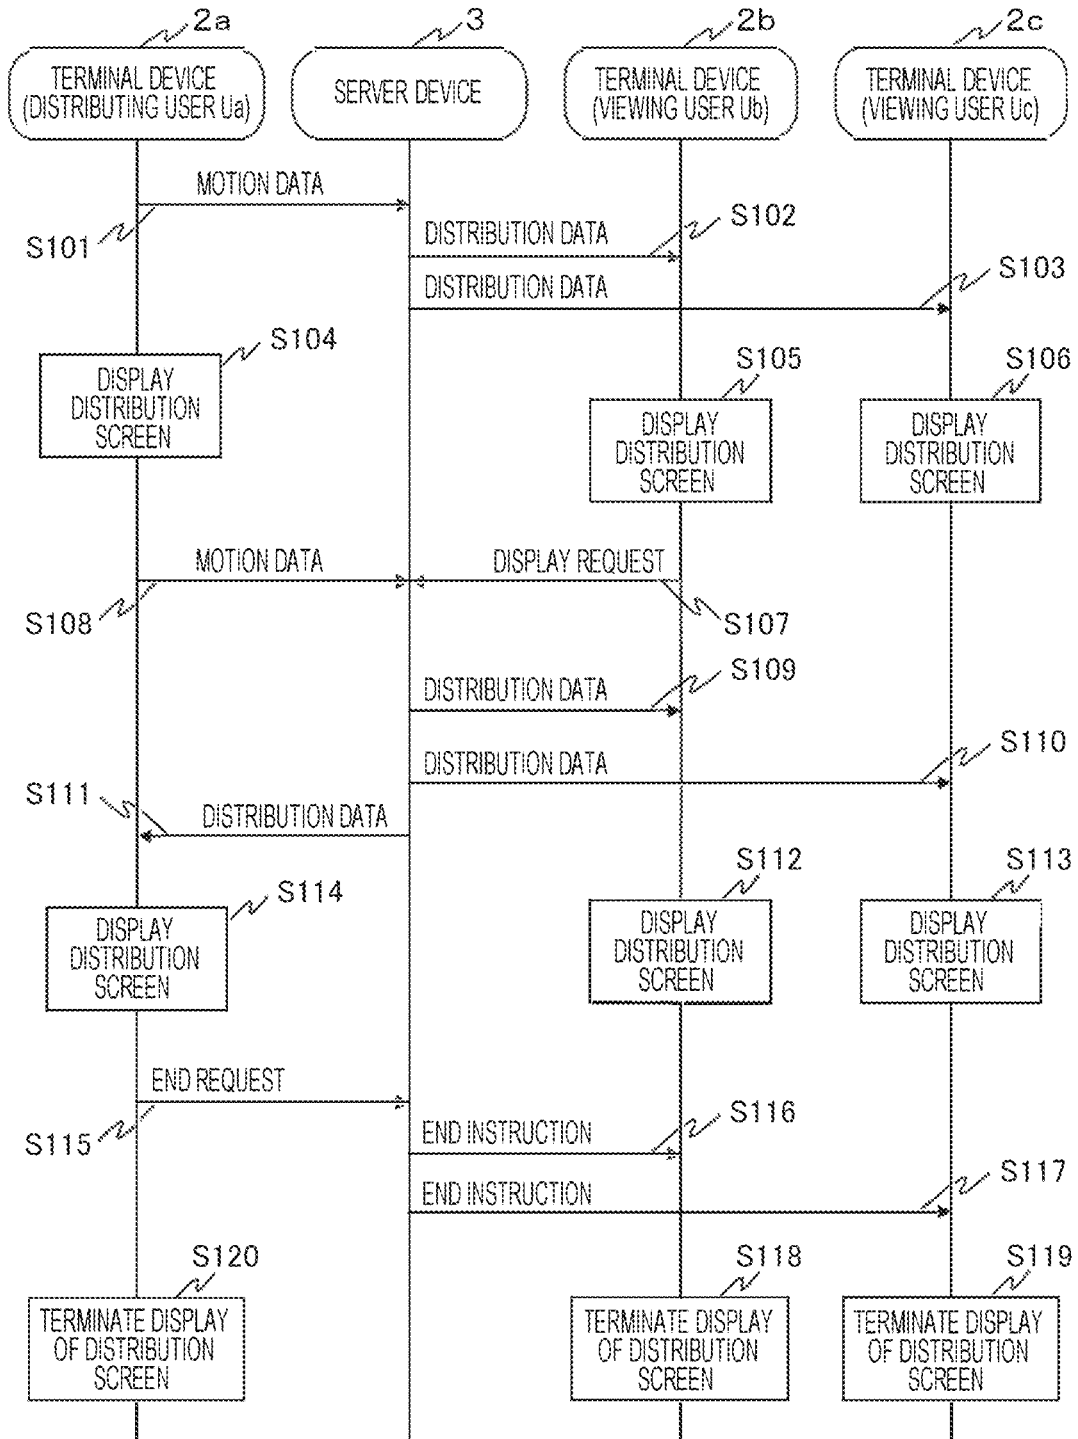 2a
3
2b
2c
TERMINAL DEVICE
(DISTRIBUTING USER Ua)
SERVER DEVICE
TERMINAL DEVICE
(VIEWING USER Ub)
TERMINAL DEVICE
(VIEWING USER Uc)
MOTION DATA
S101
DISTRIBUTION DATA
S102
DISTRIBUTION DATA
S103
S104
DISPLAY
DISTRIBUTION
SCREEN
S105
DISPLAY
DISTRIBUTION
SCREEN
S106
DISPLAY
DISTRIBUTION
SCREEN
MOTION DATA
S108
DISPLAY REQUEST
S107
DISTRIBUTION DATA
S109
DISTRIBUTION DATA
S110
S111
DISTRIBUTION DATA
S114
DISPLAY
DISTRIBUTION
SCREEN
S112
DISPLAY
DISTRIBUTION
SCREEN
S113
DISPLAY
DISTRIBUTION
SCREEN
END REQUEST
S115
END INSTRUCTION
S116
END INSTRUCTION
S117
S120
TERMINATE DISPLAY
OF DISTRIBUTION
SCREEN
S118
TERMINATE DISPLAY
OF DISTRIBUTION
SCREEN
S119
TERMINATE DISPLAY
OF DISTRIBUTION
SCREEN